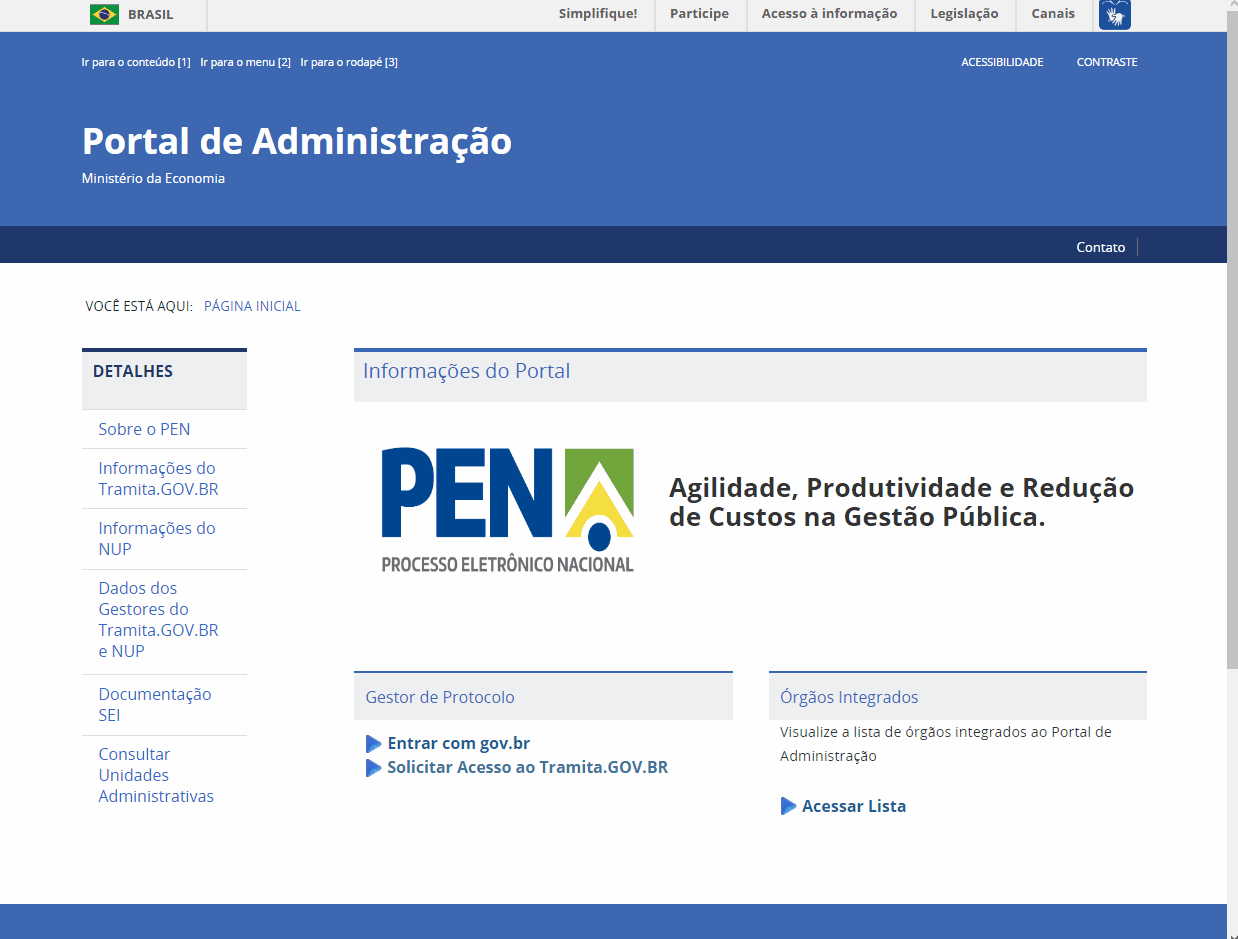 BRASIL
Simplifique!
Participe
Acesso à informação
Legislação
Canais
Ir para o conteúdo [1]
Ir para o menu [2]
Ir para o rodapé [3]
ACESSIBILIDADE
CONTRASTE
Portal de Administração
Ministério da Economia
Contato
VOCÊ ESTÁ AQUI: PÁGINA INICIAL
DETALHES
Sobre o PEN
Informações do
Tramita.GOV.BR
Informações do
NUP
Dados dos
Gestores do
Tramita.GOV.BR
e NUP
Documentação
SEI
Consultar
Unidades
Administrativas
Informações do Portal
PEN
PROCESSO ELETRÔNICO NACIONAL
Agilidade, Produtividade e Redução
de Custos na Gestão Pública.
Gestor de Protocolo
Entrar com gov.br
Solicitar Acesso ao Tramita.GOV.BR
Órgãos Integrados
Visualize a lista de órgãos integrados ao Portal de
Administração
Acessar Lista